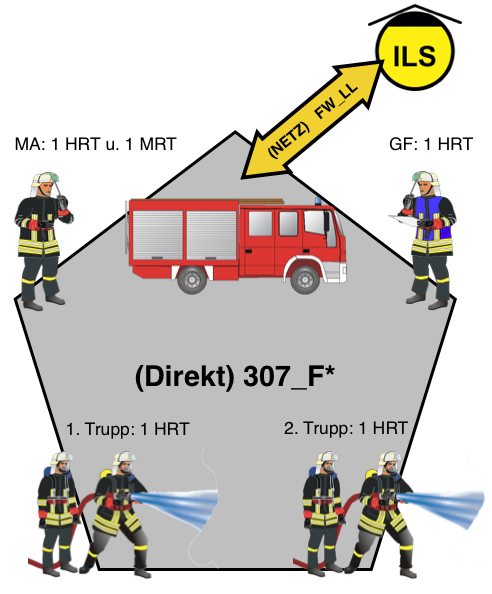 ILS
(NETZ) FW_LL
MA: 1 HRT u. 1 MRT
GF: 1 HRT
(Direkt) 307_F*
1. Trupp: 1 HRT
2. Trupp: 1 HRT